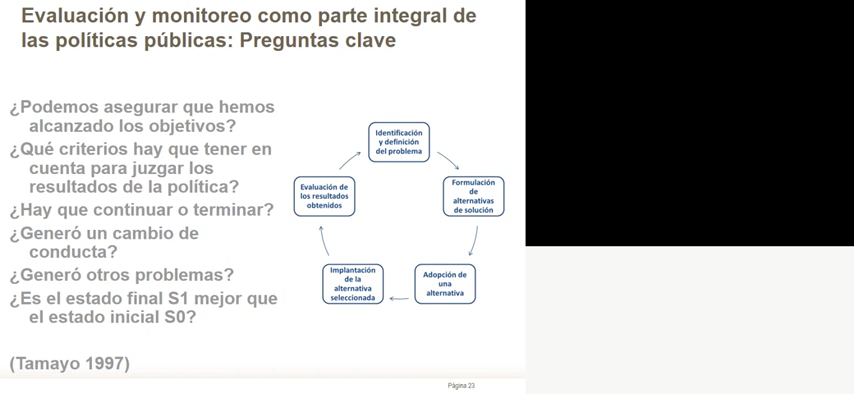 Evaluación y monitoreo como parte integral de
las políticas públicas: Preguntas clave
¿Podemos asegurar que hemos
alcanzado los objetivos?
¿Qué criterios hay que tener en
cuenta para juzgar los
resultados de la política?
¿Hay que continuar o terminar?
¿Generó un cambio de
conducta?
¿Generó otros problemas?
¿Es el estado final S1 mejor que
el estado inicial S0?
(Tamayo 1997)
Identificación
y definición
del problema
Formulación
de
alternativas
de solución
Adopción de
una
alternativa
Implantación
de la
alternativa
seleccionada
Evaluación de
los resultados
obtenidos
Página 23